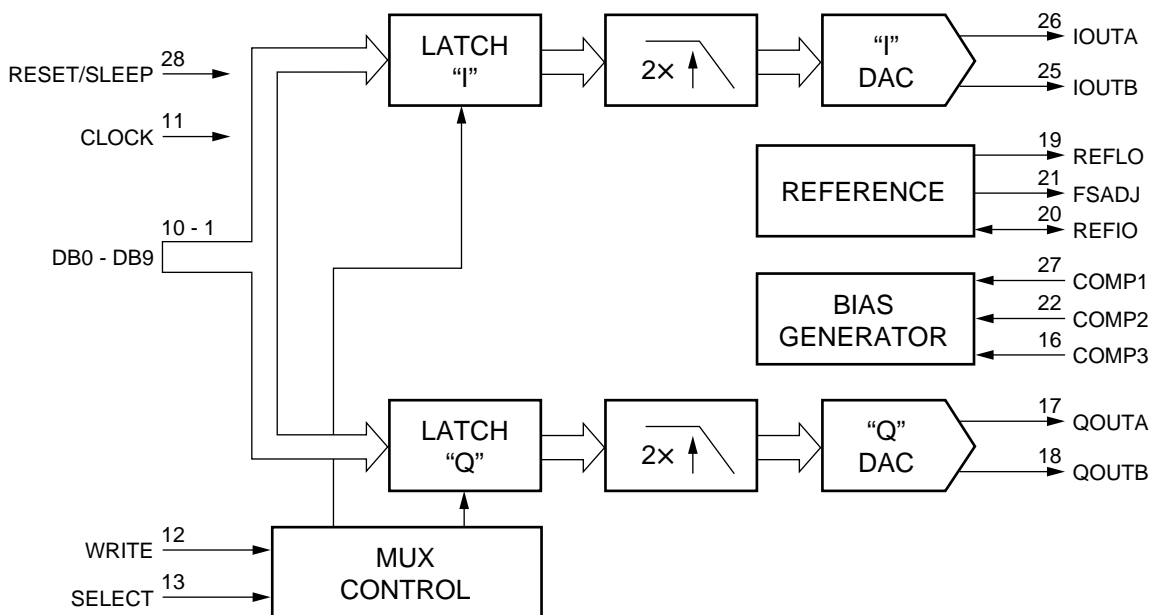 RESET/SLEEP 28
CLOCK 11
10 - 1
DB0 - DB9
WRITE 12
SELECT 13
LATCH
“I”
2×
“I”
DAC
26 IOUTA
25 IOUTB
REFERENCE
19 REFLO
21 FSADJ
20 REFIO
BIAS
GENERATOR
27 COMP1
22 COMP2
16 COMP3
LATCH
“Q”
2×
“Q”
DAC
17 QOUTA
18 QOUTB
MUX
CONTROL